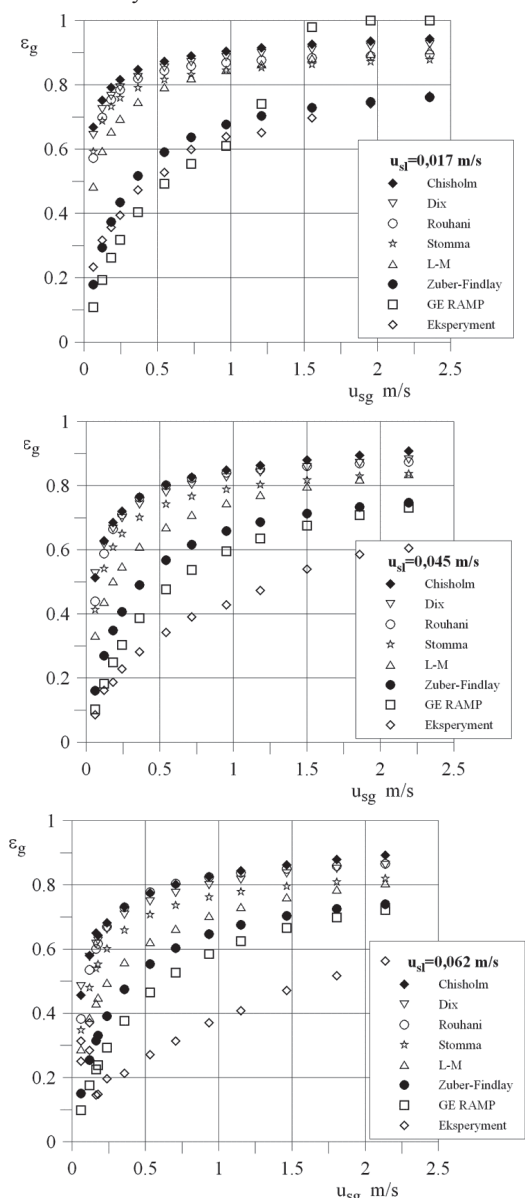 εg
1
0.8
0.6
0.4
0.2
0
0
0.5
1
1.5
2
2.5
usg m/s
usl=0,017 m/s
Chisholm
Dix
Rouhani
Stomma
L-M
Zuber-Findlay
GE RAMP
Eksperyment
εg
1
0.8
0.6
0.4
0.2
0
0
0.5
1
1.5
2
2.5
usg m/s
usl=0,045 m/s
Chisholm
Dix
Rouhani
Stomma
L-M
Zuber-Findlay
GE RAMP
Eksperyment
εg
1
0.8
0.6
0.4
0.2
0
0
0.5
1
1.5
2
2.5
usg m/s
usl=0,062 m/s
Chisholm
Dix
Rouhani
Stomma
L-M
Zuber-Findlay
GE RAMP
Eksperyment